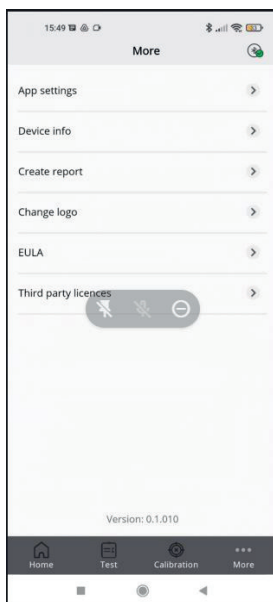 15:49
More
App settings
Device info
Create report
Change logo
EULA
Third party licences
Version: 0.1.010
Home Test Calibration More